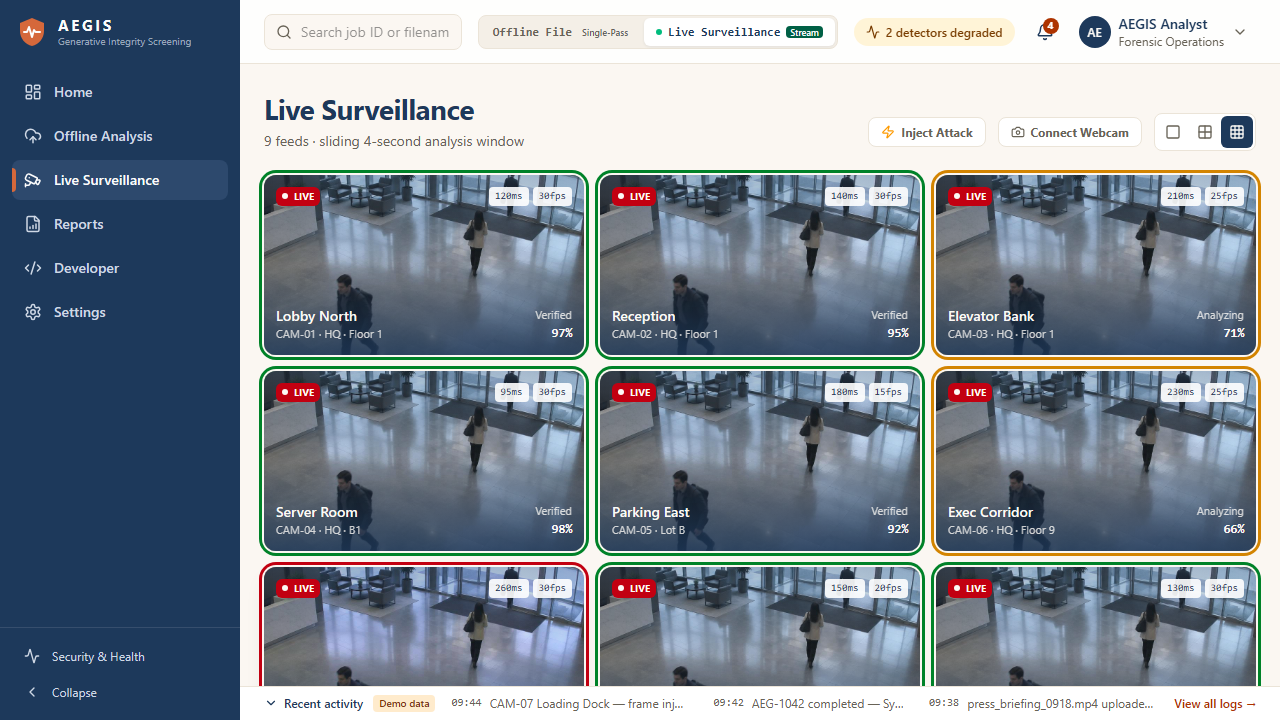 AEGIS
Generative Integrity Screening
Home
Offline Analysis
Live Surveillance
Reports
Developer
Settings
Security & Health
Collapse
Search job ID or filenam
Offline File Single-Pass
Live Surveillance Stream
2 detectors degraded
4
AE
AEGIS Analyst
Forensic Operations
Live Surveillance
9 feeds · sliding 4-second analysis window
Inject Attack
Connect Webcam
LIVE 120ms 30fps
Lobby North Verified
CAM-01 · HQ · Floor 1 97%
LIVE 140ms 30fps
Reception Verified
CAM-02 · HQ · Floor 1 95%
LIVE 210ms 25fps
Elevator Bank Analyzing
CAM-03 · HQ · Floor 1 71%
LIVE 95ms 30fps
Server Room Verified
CAM-04 · HQ · B1 98%
LIVE 180ms 15fps
Parking East Verified
CAM-05 · Lot B 92%
LIVE 230ms 25fps
Exec Corridor Analyzing
CAM-06 · HQ · Floor 9 66%
LIVE 260ms 30fps
LIVE 150ms 20fps
LIVE 130ms 30fps
Recent activity Demo data 09:44 CAM-07 Loading Dock — frame inj... 09:42 AEG-1042 completed — Sy... 09:38 press_briefing_0918.mp4 uploade... View all logs →